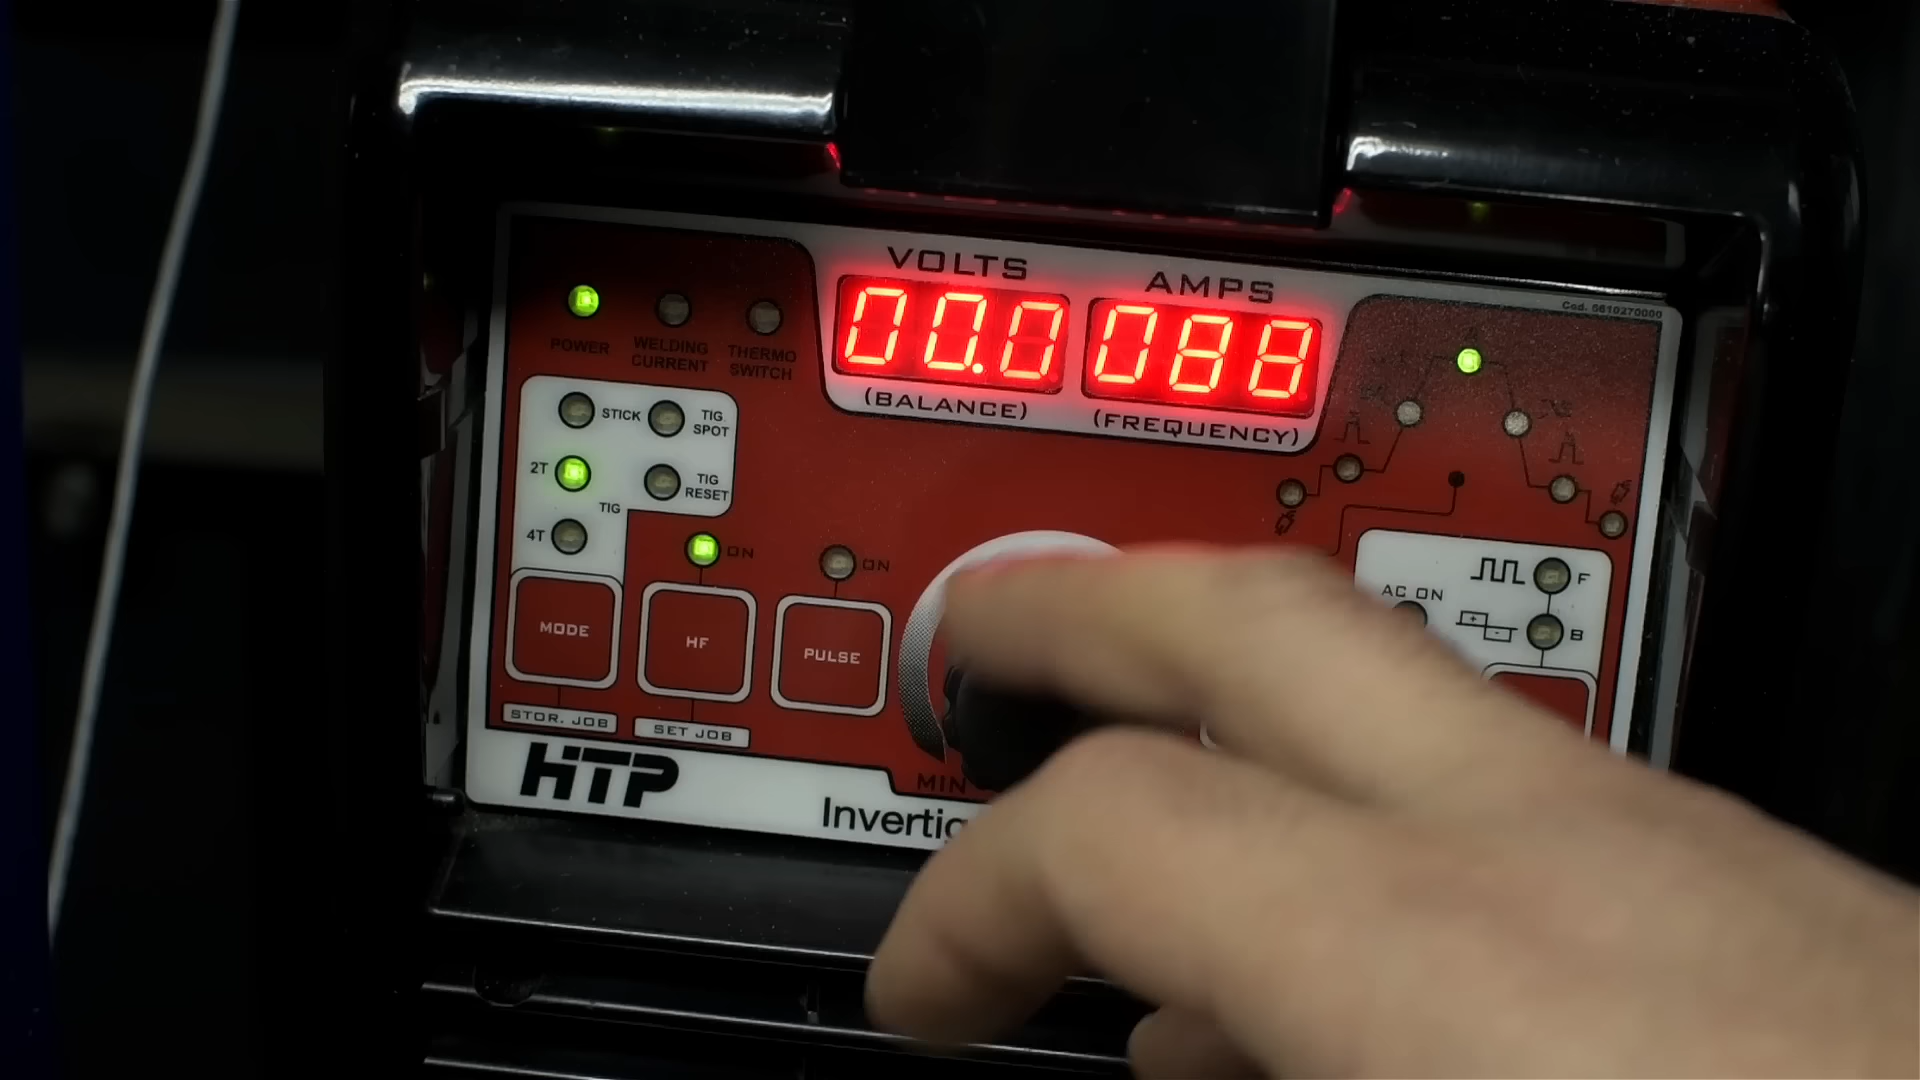 VOLTS AMPS
00.0
(BALANCE) (FREQUENCY)
Cod. 5610270000
POWER
WELDING CURRENT
THERMO SWITCH
STICK
TIG SPOT
2T
TIG RESET
TIG
4T
ON
ON
AC ON
F
B
MODE
HF
PULSE
STOR. JOB
SET JOB
MIN
HTP
Invertig